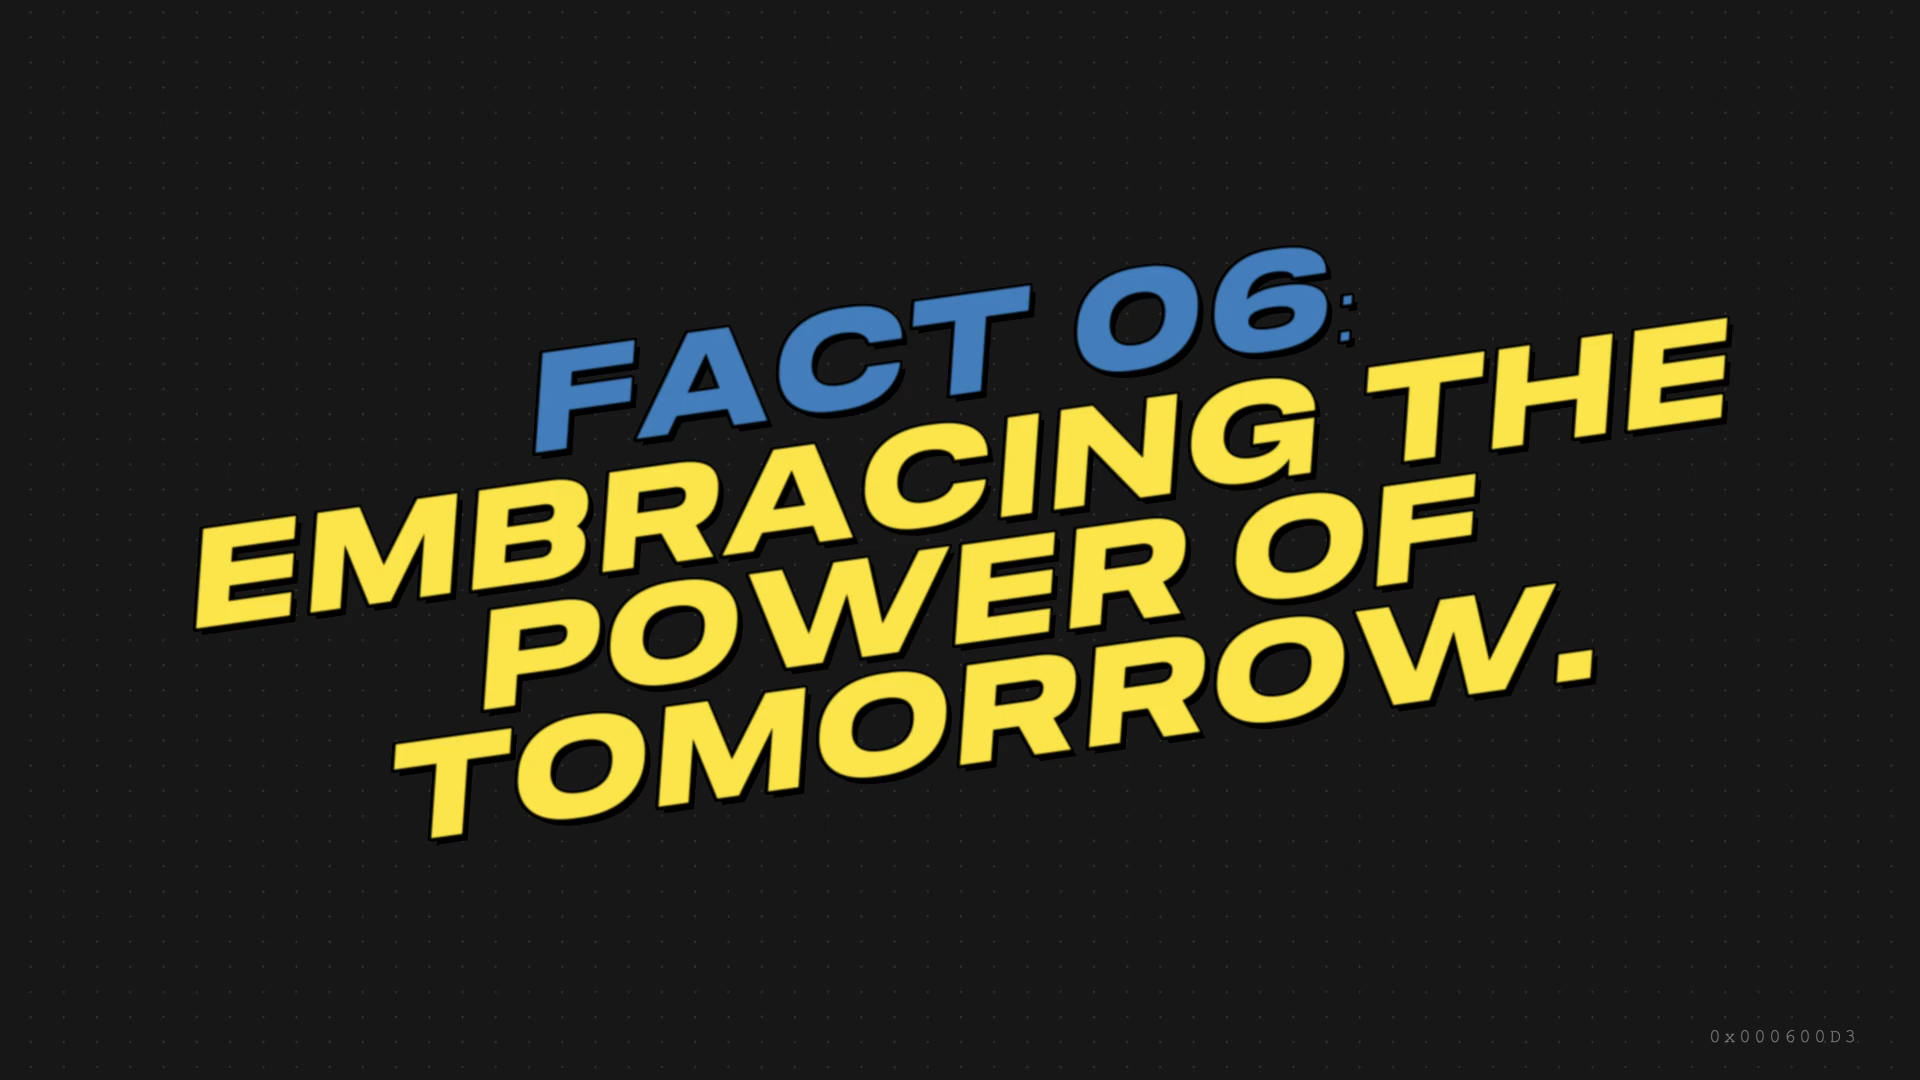 FACT 06:
EMBRACING THE
POWER OF
TOMORROW.
0x000600D3